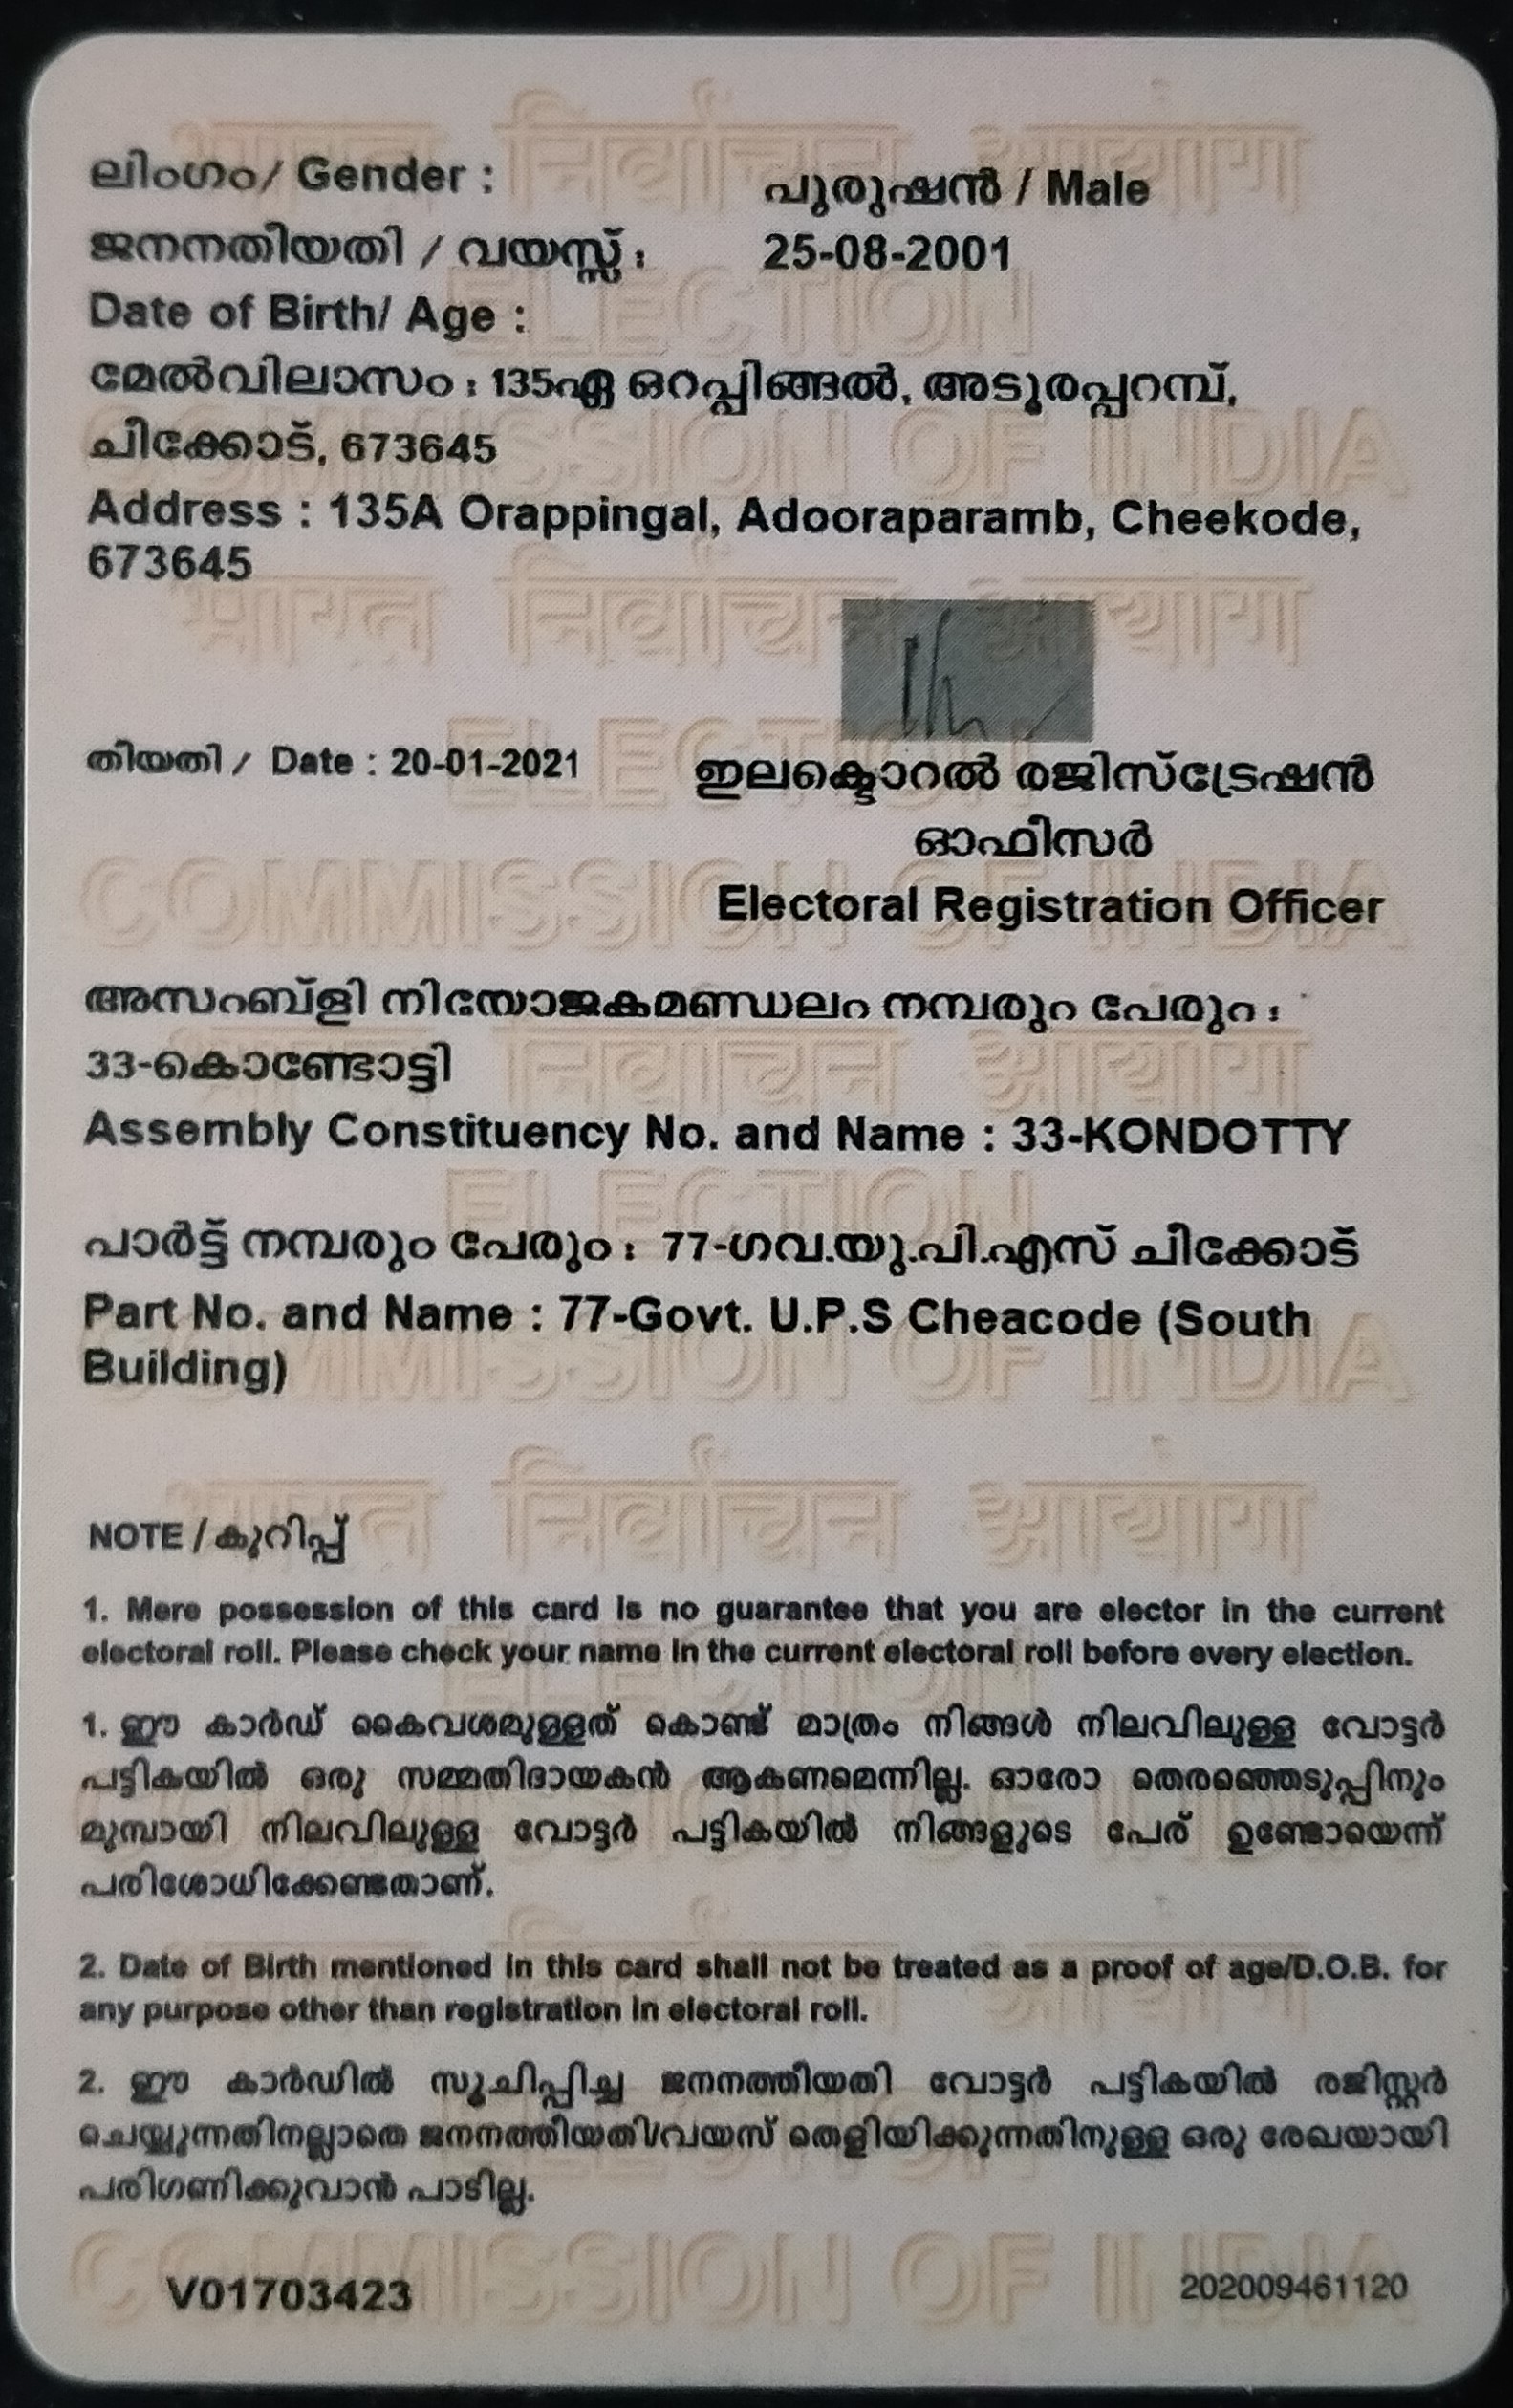 ലിംഗം/ Gender : പുരുഷൻ / Male
ജനനതിയതി / വയസ്സ് : 25-08-2001
Date of Birth/ Age :
മേൽവിലാസം : 135ഏ ഒറപ്പിങ്ങൽ, അടൂരപ്പറമ്പ്,
ചീക്കോട്, 673645
Address : 135A Orappingal, Adooraparamb, Cheekode,
673645
തിയതി / Date : 20-01-2021
ഇലക്ടൊറൽ രജിസ്ട്രേഷൻ
ഓഫീസർ
Electoral Registration Officer
അസംബ്ളി നിയോജകമണ്ഡലം നമ്പരും പേരും :
33-കൊണ്ടോട്ടി
Assembly Constituency No. and Name : 33-KONDOTTY
പാർട്ട് നമ്പരും പേരും : 77-ഗവ.യു.പി.എസ് ചീക്കോട്
Part No. and Name : 77-Govt. U.P.S Cheacode (South
Building)
NOTE / കുറിപ്പ്
1. Mere possession of this card is no guarantee that you are elector in the current
electoral roll. Please check your name in the current electoral roll before every election.
1. ഈ കാർഡ് കൈവശമുള്ളത് കൊണ്ട് മാത്രം നിങ്ങൾ നിലവിലുള്ള വോട്ടർ
പട്ടികയിൽ ഒരു സമ്മതിദായകൻ ആകണമെന്നില്ല. ഓരോ തെരഞ്ഞെടുപ്പിനും
മുമ്പായി നിലവിലുള്ള വോട്ടർ പട്ടികയിൽ നിങ്ങളുടെ പേര് ഉണ്ടോയെന്ന്
പരിശോധിക്കേണ്ടതാണ്.
2. Date of Birth mentioned in this card shall not be treated as a proof of age/D.O.B. for
any purpose other than registration in electoral roll.
2. ഈ കാർഡിൽ സൂചിപ്പിച്ച ജനനത്തീയതി വോട്ടർ പട്ടികയിൽ രജിസ്റ്റർ
ചെയ്യുന്നതിനല്ലാതെ ജനനത്തീയതി/വയസ് തെളിയിക്കുന്നതിനുള്ള ഒരു രേഖയായി
പരിഗണിക്കുവാൻ പാടില്ല.
V01703423 202009461120